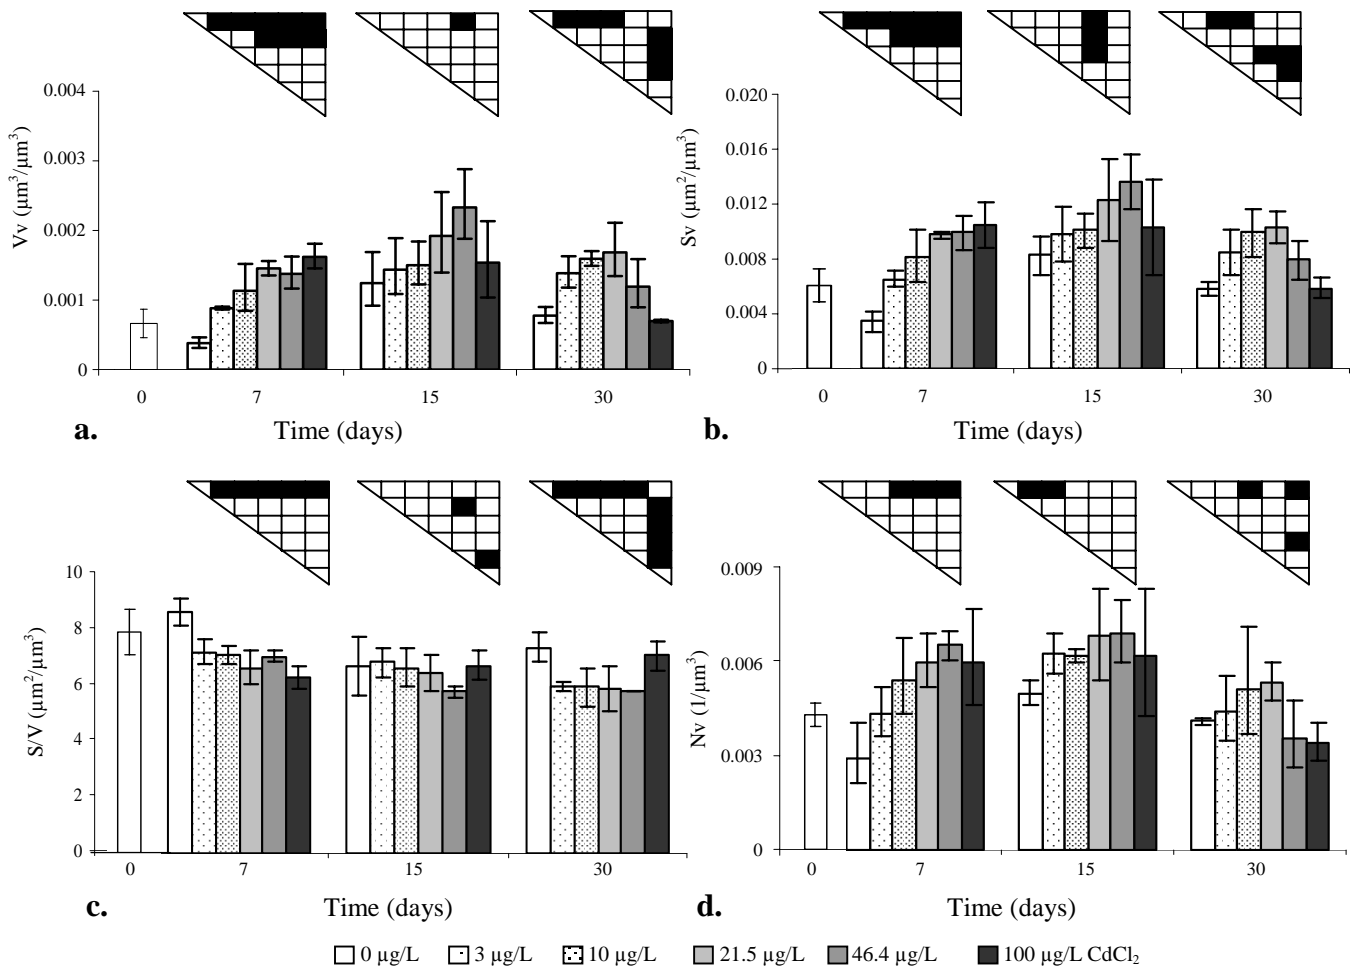 0.004
0.003
0.002
0.001
0
Vv (µm³/µm³)
0 7 15 30
a. Time (days)
0.020
0.016
0.012
0.008
0.004
0
Sv (µm²/µm³)
0 7 15 30
b. Time (days)
10
8
6
4
2
0
S/V (µm²/µm³)
0 7 15 30
c. Time (days)
0.009
0.006
0.003
0
Nv (1/µm³)
0 7 15 30
d. Time (days)
0 µg/L 3 µg/L 10 µg/L 21.5 µg/L 46.4 µg/L 100 µg/L CdCl₂